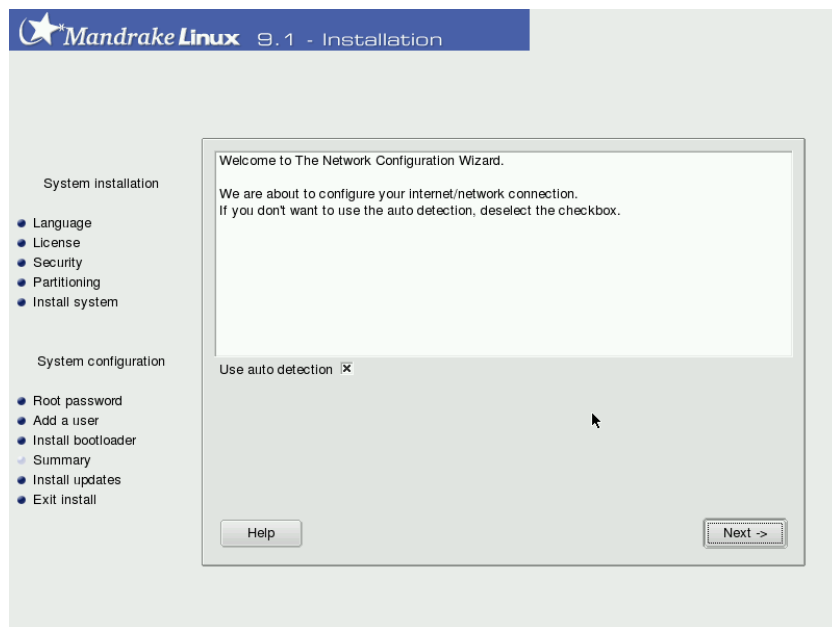 Mandrake Linux 9.1 - Installation
System installation
Language
License
Security
Partitioning
Install system
System configuration
Root password
Add a user
Install bootloader
Summary
Install updates
Exit install
Welcome to The Network Configuration Wizard.
We are about to configure your internet/network connection.
If you don't want to use the auto detection, deselect the checkbox.
Use auto detection
Help
Next ->